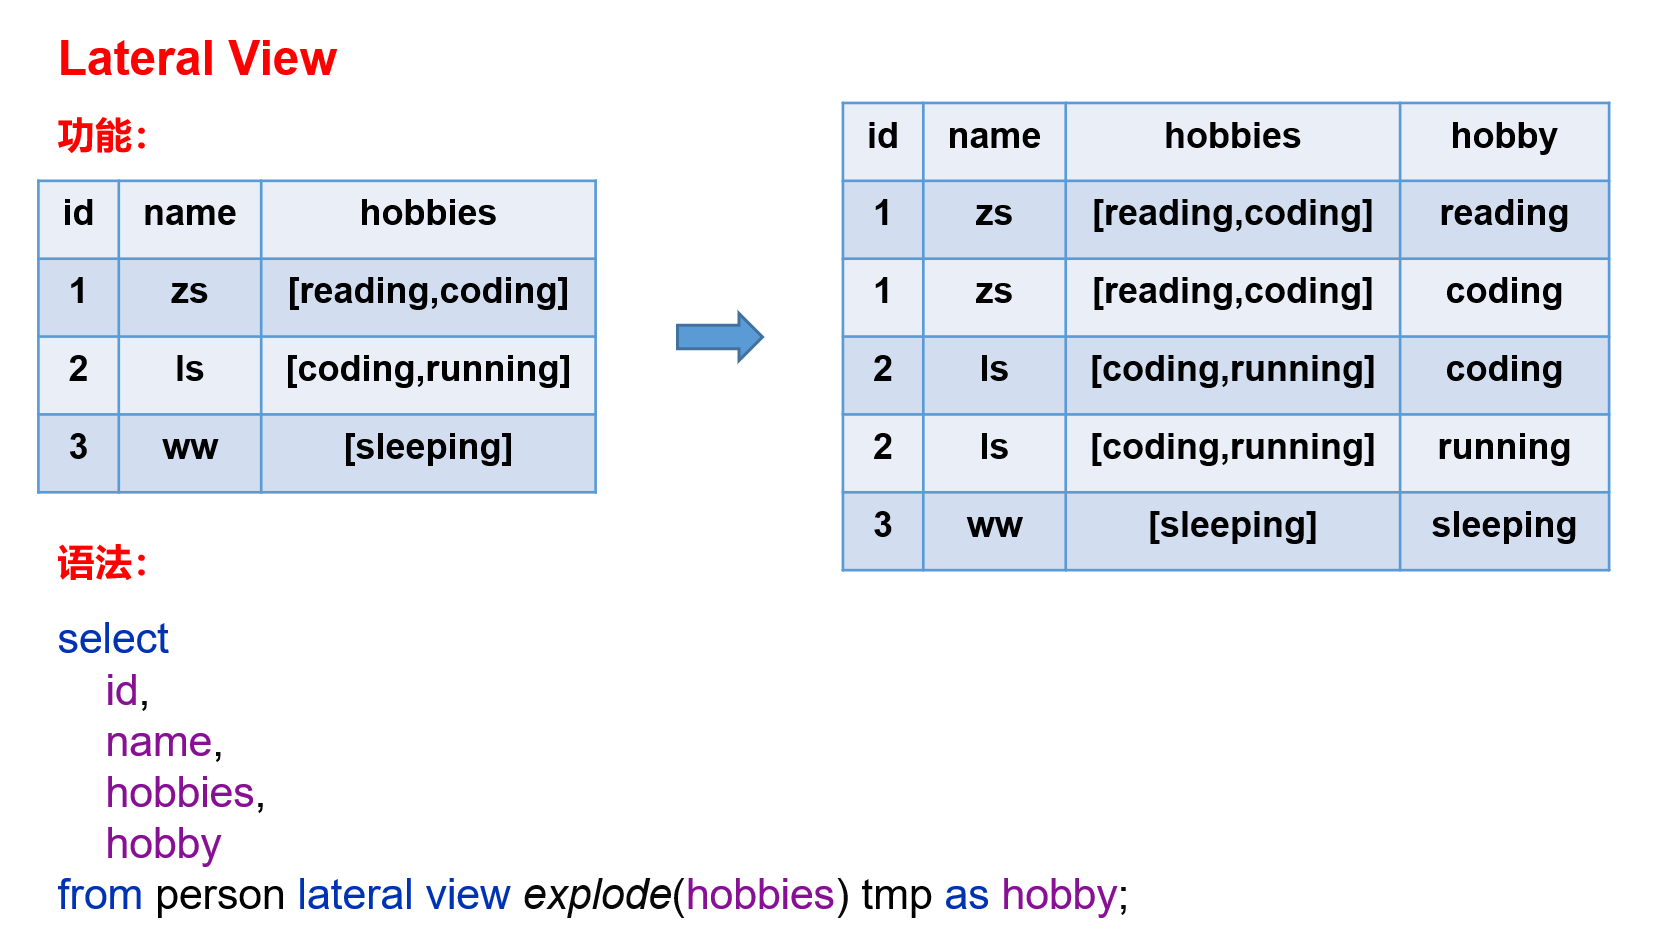 Lateral View
功能：
id name hobbies
1 zs [reading,coding]
2 ls [coding,running]
3 ww [sleeping]
id name hobbies hobby
1 zs [reading,coding] reading
1 zs [reading,coding] coding
2 ls [coding,running] coding
2 ls [coding,running] running
3 ww [sleeping] sleeping
语法：
select
id,
name,
hobbies,
hobby
from person lateral view explode(hobbies) tmp as hobby;